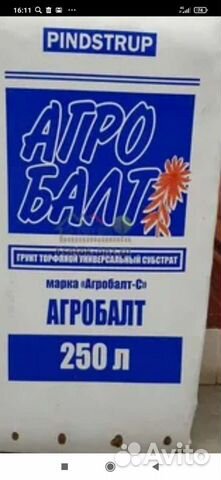 16:11
PINDSTRUP
АГРО
БАЛТ
ГРУНТ ТОРФЯНОЙ УНИВЕРСАЛЬНЫЙ СУБСТРАТ
марка «Агробалт-С»
АГРОБАЛТ
250 л
Avito